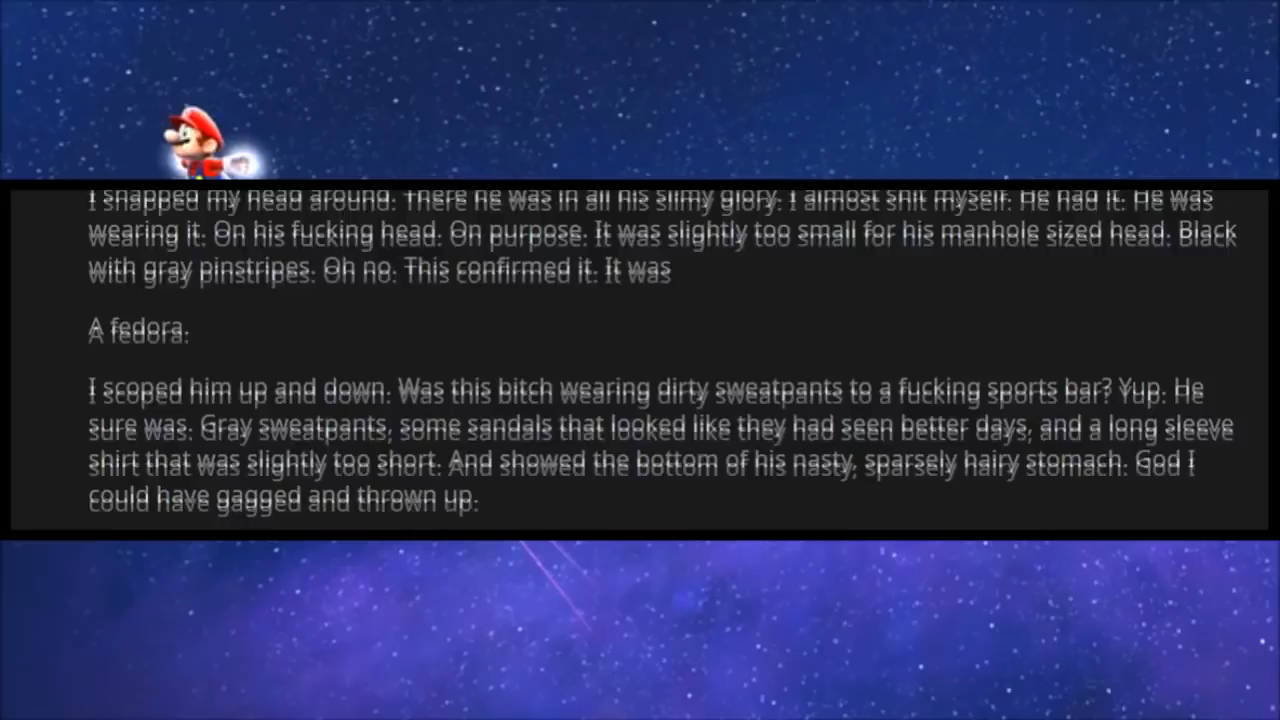 I snapped my head around. There he was in all his slimy glory. I almost shit myself. He had it. He was
wearing it. On his fucking head. On purpose. It was slightly too small for his manhole sized head. Black
with gray pinstripes. Oh no. This confirmed it. It was
A fedora.
I scoped him up and down. Was this bitch wearing dirty sweatpants to a fucking sports bar? Yup. He
sure was. Gray sweatpants, some sandals that looked like they had seen better days, and a long sleeve
shirt that was slightly too short. And showed the bottom of his nasty, sparsely hairy stomach. God I
could have gagged and thrown up.